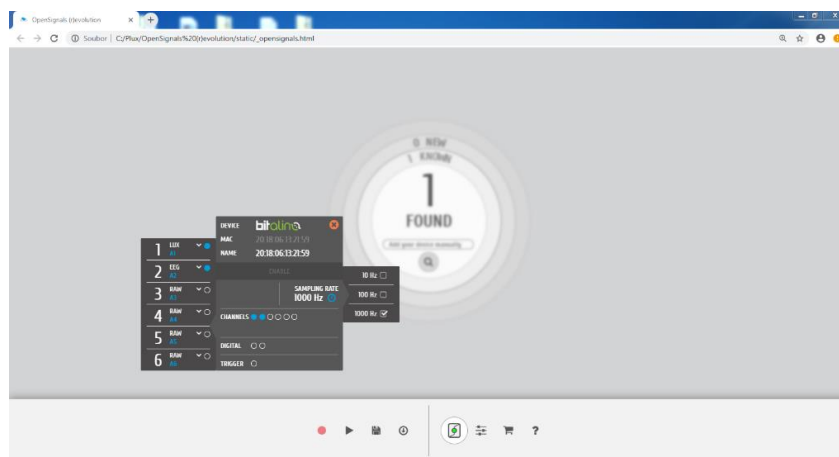 OpenSignals (r)evolution
Soubor | C:/Plux/OpenSignals%20(r)evolution/static/_opensignals.html
0 NEW
1 KNOWN
1
FOUND
Add your device manually
DEVICE bitalino
MAC 20:18:06:13:21:59
NAME 20:18:06:13:21:59
ENABLE
SAMPLING RATE
1000 Hz
CHANNELS
DIGITAL
TRIGGER
1 LUX
A1
2 EEG
A2
3 RAW
A3
4 RAW
A4
5 RAW
A5
6 RAW
A6
10 Hz
100 Hz
1000 Hz
?